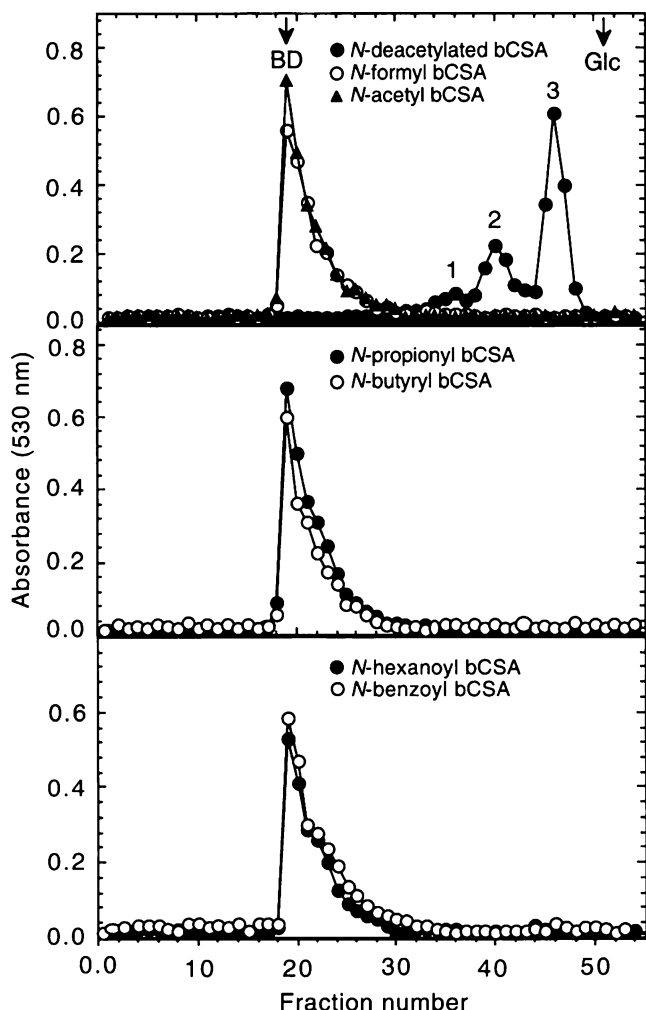 0.8
0.6
0.4
0.2
0.0
BD
● N-deacetylated bCSA
○ N-formyl bCSA
▲ N-acetyl bCSA
Glc
1
2
3
0.8
0.6
0.4
0.2
0.0
● N-propionyl bCSA
○ N-butyryl bCSA
Absorbance (530 nm)
0.6
0.4
0.2
0.0
● N-hexanoyl bCSA
○ N-benzoyl bCSA
0.0 10 20 30 40 50
Fraction number